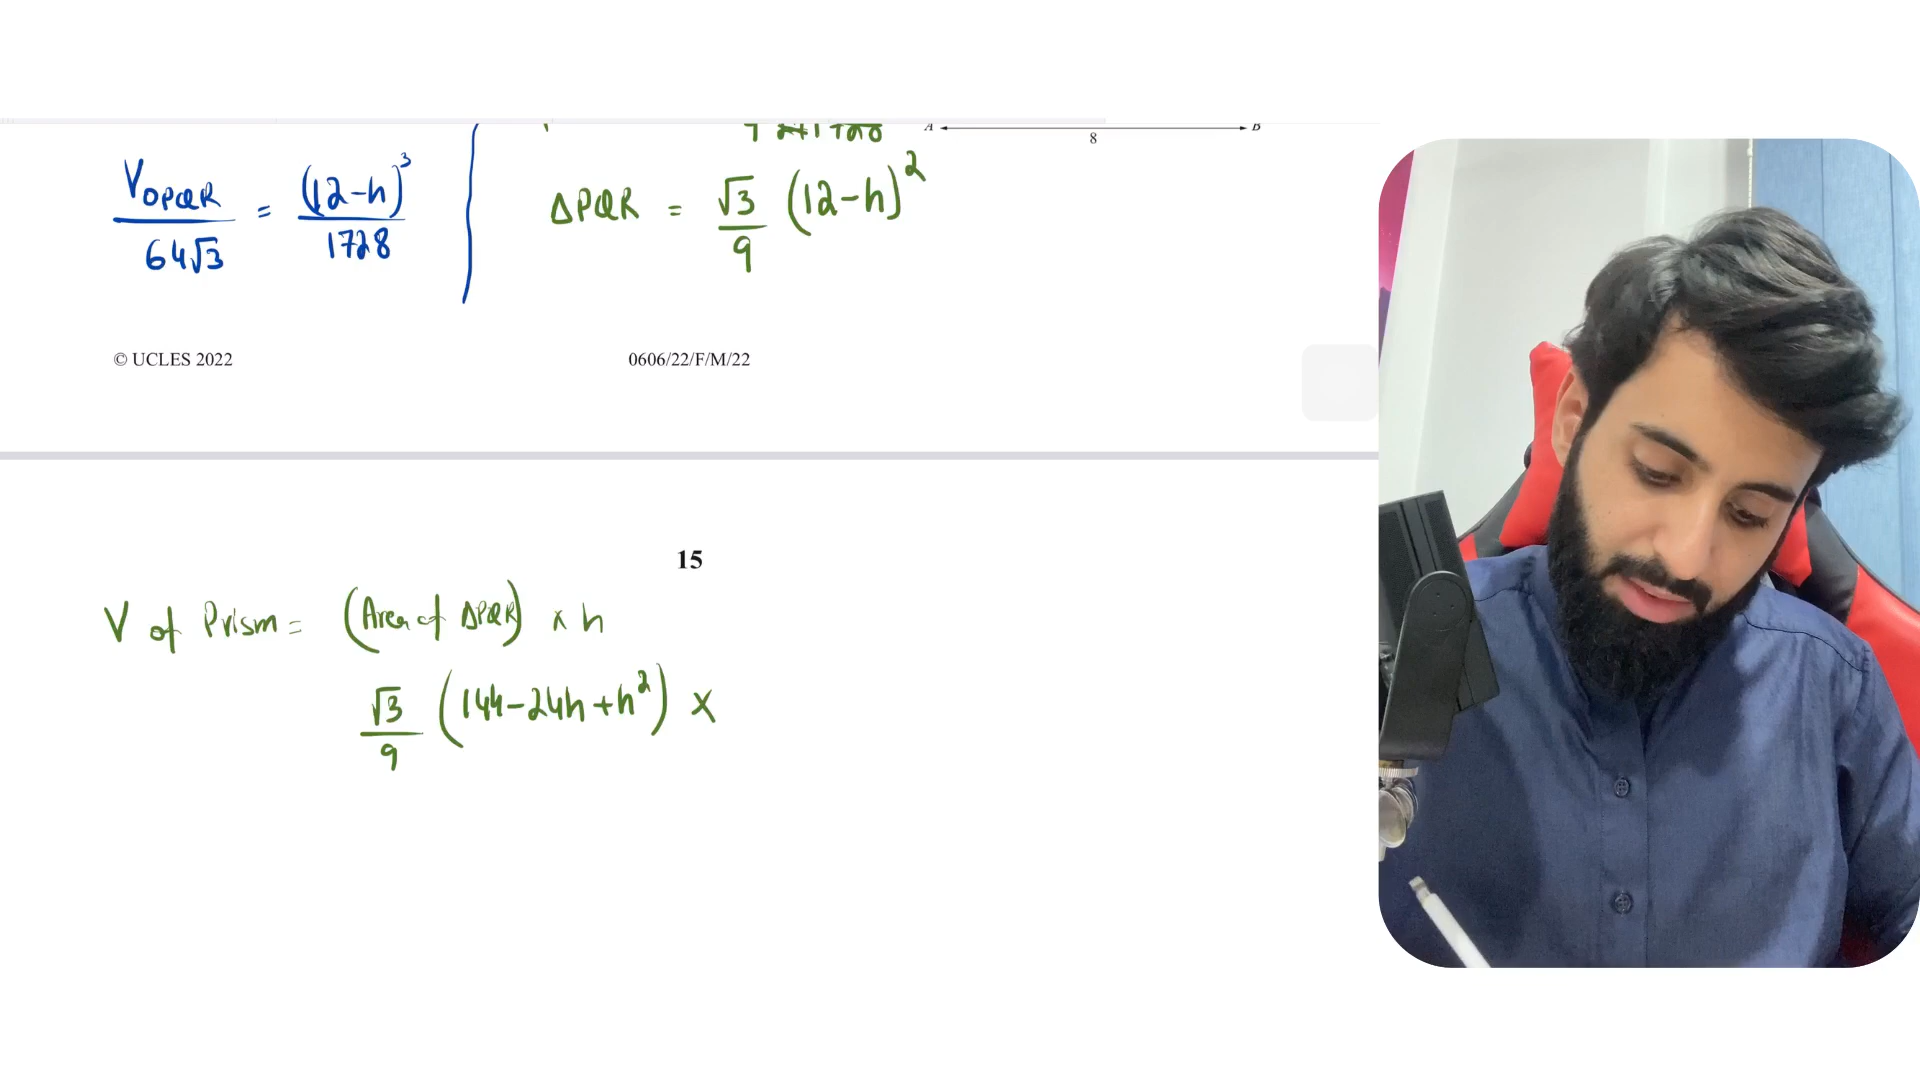 A
B
8
V_OPQR / 64√3 = (12-h)³ / 1728
ΔPQR = √3/9 (12-h)²
© UCLES 2022
0606/22/F/M/22
15
V of Prism = (Area of ΔPQR) × h
√3/9 (144-24h+h²) ×